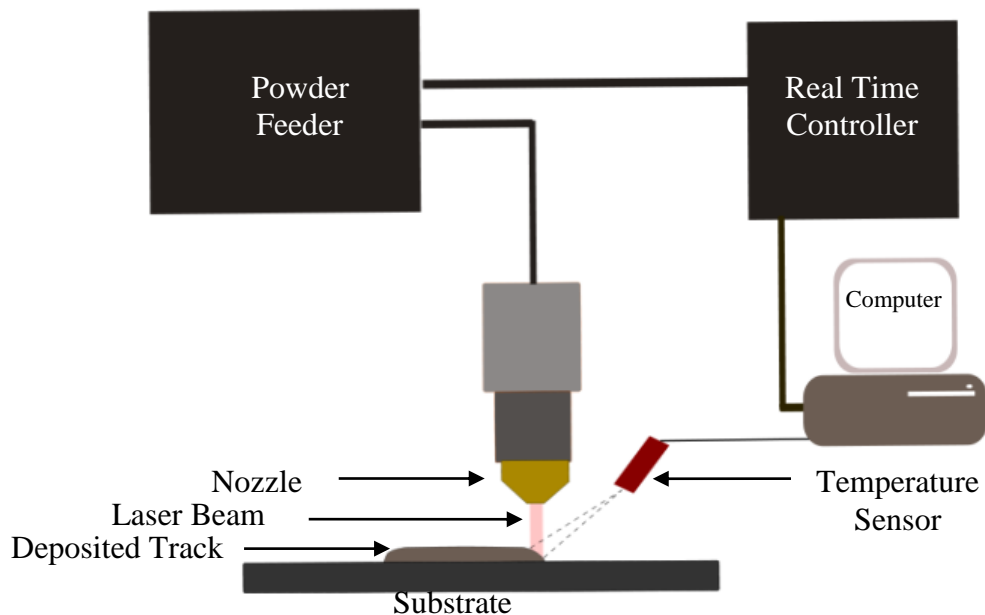 Powder
Feeder
Real Time
Controller
Computer
Nozzle
Laser Beam
Deposited Track
Temperature
Sensor
Substrate